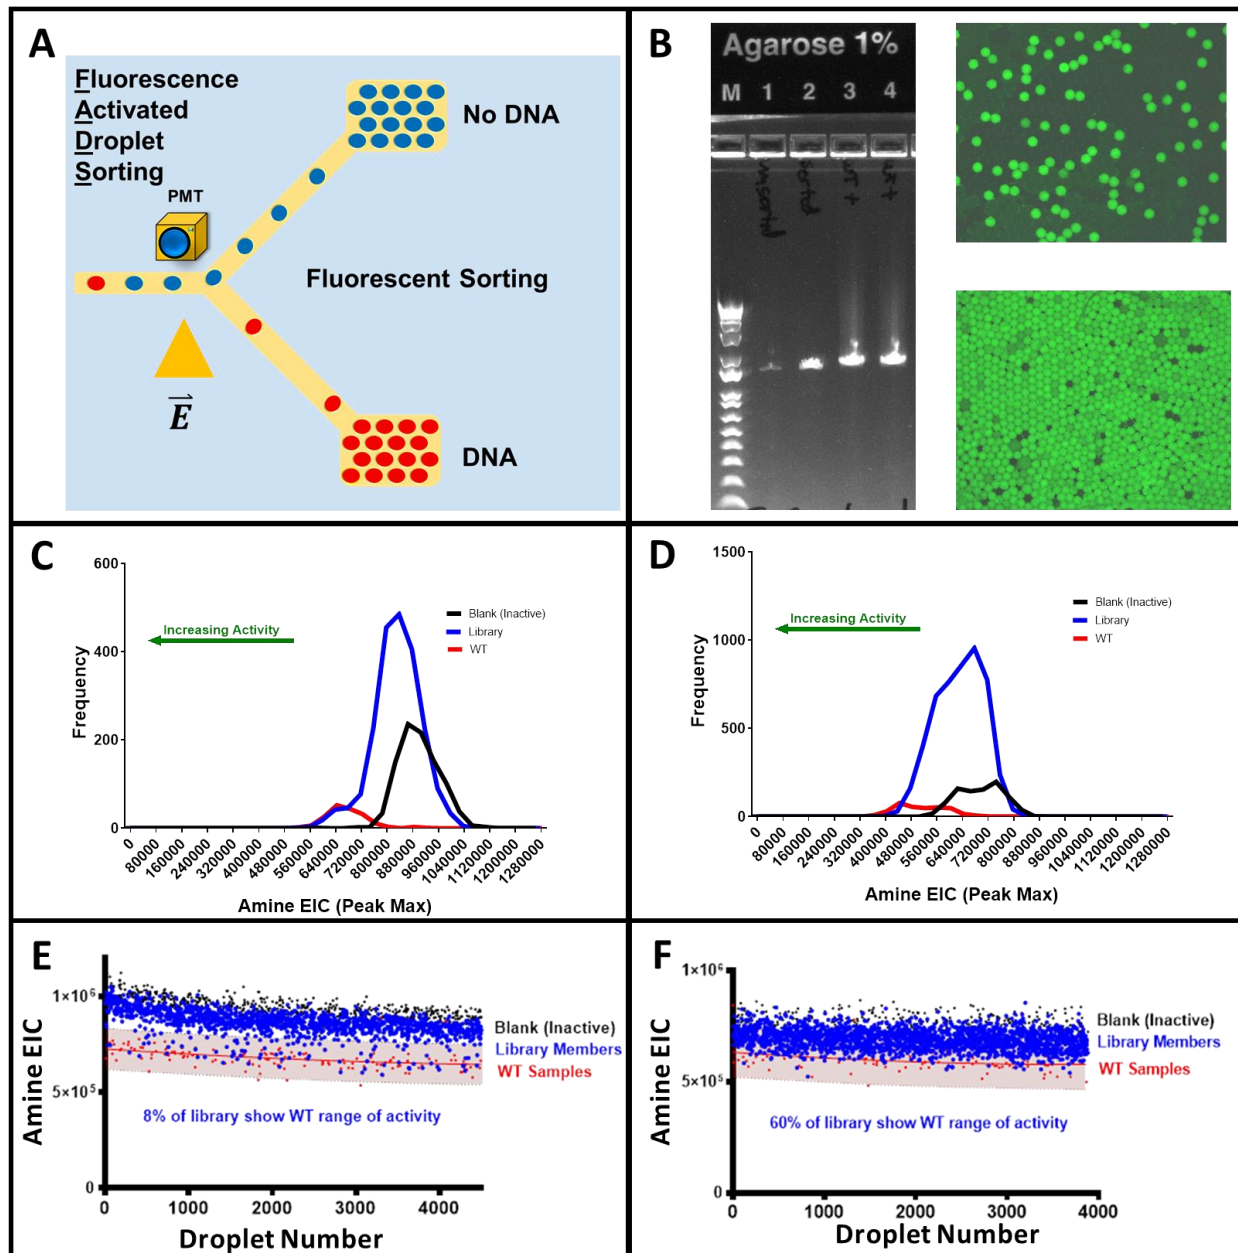 A
Fluorescence
Activated
Droplet
Sorting
PMT
No DNA
Fluorescent Sorting
E
DNA
B
Agarose 1%
M 1 2 3 4
unsorted
sorted
WT +
WT +
C
600
400
200
0
Frequency
Increasing Activity
Blank (Inactive)
Library
WT
0 80000 160000 240000 320000 400000 480000 560000 640000 720000 800000 880000 960000 1040000 1120000 1200000 1280000
Amine EIC (Peak Max)
D
1500
1000
500
0
Frequency
Increasing Activity
Blank (Inactive)
Library
WT
0 80000 160000 240000 320000 400000 480000 560000 640000 720000 800000 880000 960000 1040000 1120000 1200000 1280000
Amine EIC (Peak Max)
E
1×10⁶
5×10⁵
0
Amine EIC
Blank (Inactive)
Library Members
WT Samples
8% of library show WT range of activity
0 1000 2000 3000 4000
Droplet Number
F
1×10⁶
5×10⁵
0
Amine EIC
Blank (Inactive)
Library Members
WT Samples
60% of library show WT range of activity
0 1000 2000 3000 4000
Droplet Number